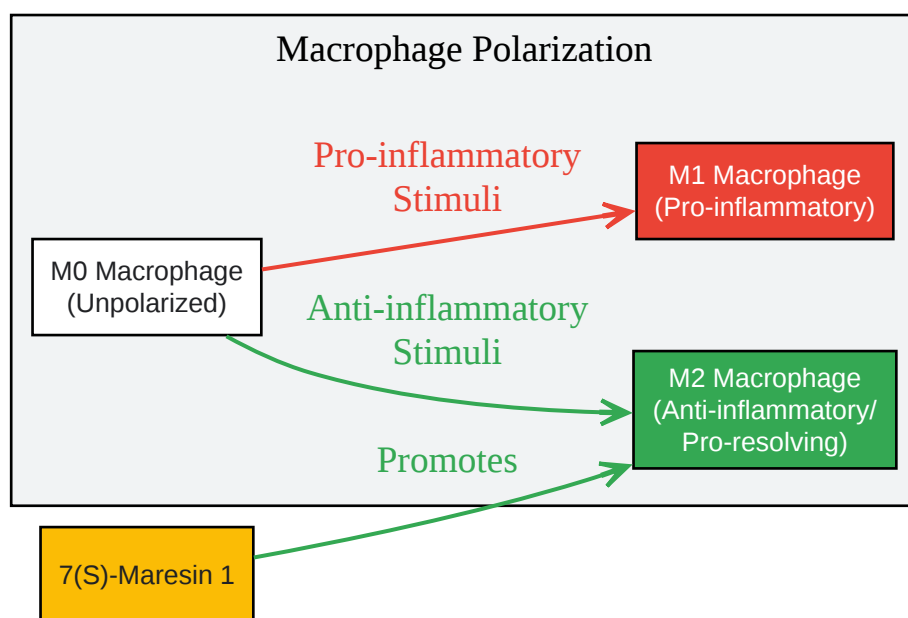 Macrophage Polarization
Pro-inflammatory
Stimuli
M1 Macrophage
(Pro-inflammatory)
M0 Macrophage
(Unpolarized)
Anti-inflammatory
Stimuli
M2 Macrophage
(Anti-inflammatory/
Pro-resolving)
Promotes
7(S)-Maresin 1